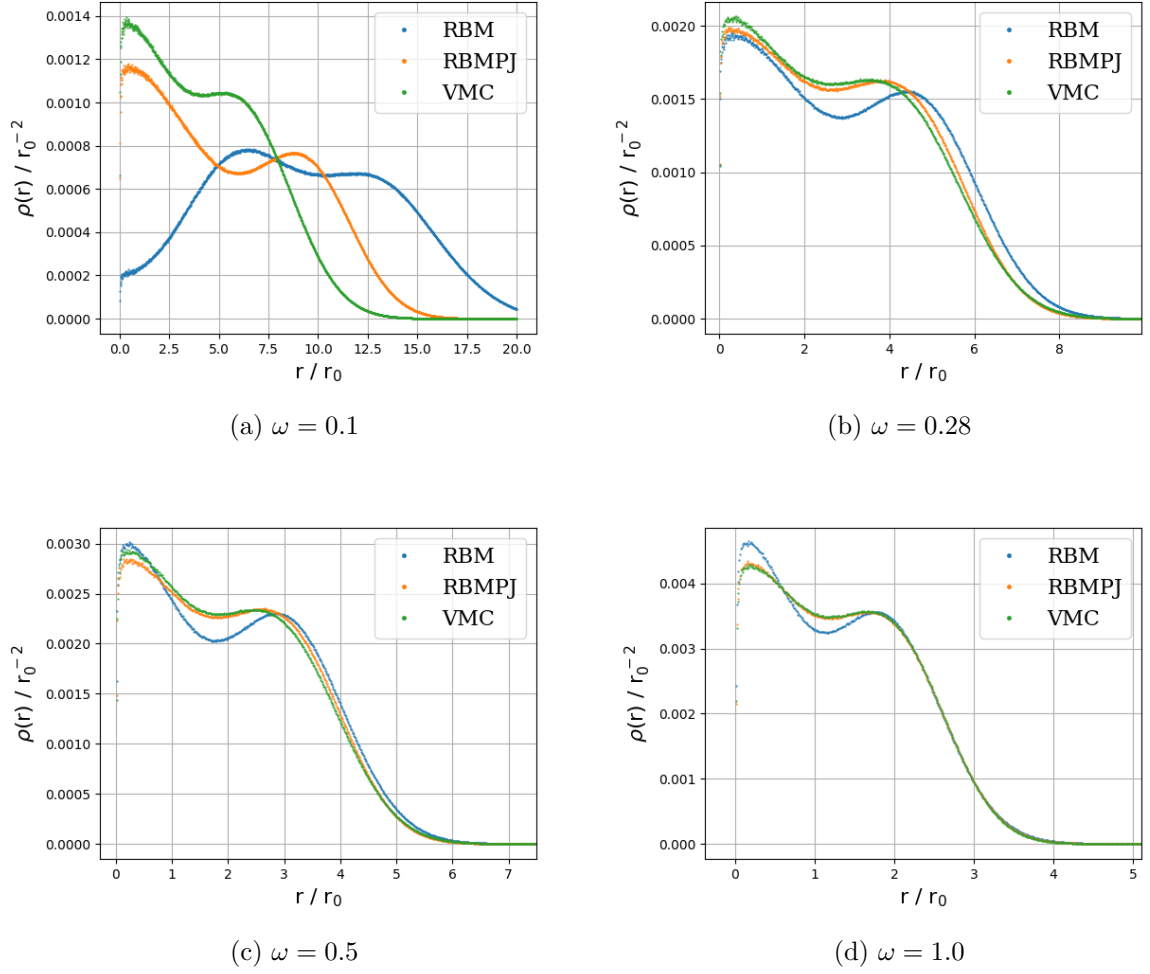 0.0014
0.0012
0.0010
0.0008
0.0006
0.0004
0.0002
0.0000
ρ(r) / r₀⁻²
RBM
RBMPJ
VMC
0.0 2.5 5.0 7.5 10.0 12.5 15.0 17.5 20.0
r / r₀
(a) ω = 0.1
0.0020
0.0015
0.0010
0.0005
0.0000
ρ(r) / r₀⁻²
RBM
RBMPJ
VMC
0 2 4 6 8
r / r₀
(b) ω = 0.28
0.0030
0.0025
0.0020
0.0015
0.0010
0.0005
0.0000
ρ(r) / r₀⁻²
RBM
RBMPJ
VMC
0 1 2 3 4 5 6 7
r / r₀
(c) ω = 0.5
0.004
0.003
0.002
0.001
0.000
ρ(r) / r₀⁻²
RBM
RBMPJ
VMC
0 1 2 3 4 5
r / r₀
(d) ω = 1.0